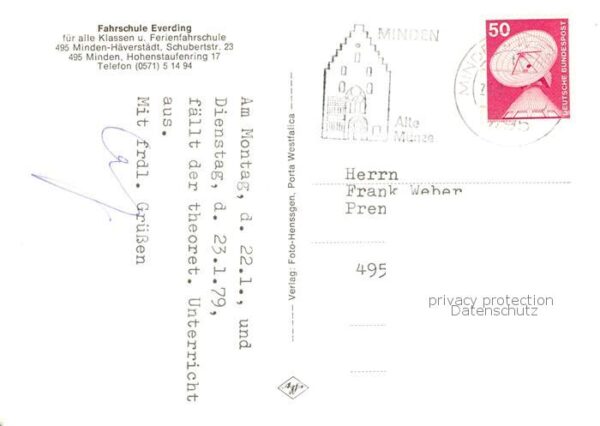 Fahrschule Everding
für alle Klassen u. Ferienfahrschule
495 Minden-Häverstädt, Schubertstr. 23
495 Minden, Hohenstaufenring 17
Telefon (0571) 5 14 94
Am Montag, d. 22.1., und
Dienstag, d. 23.1.79,
fällt der theoret. Unterricht
aus.
Mit frdl. Grüßen
Verlag: Foto-Henssgen, Porta Westfalica
MINDEN
Alte
Münze
50
DEUTSCHE BUNDESPOST
Herrn
Frank Weber
Pren
495
privacy protection
Datenschutz